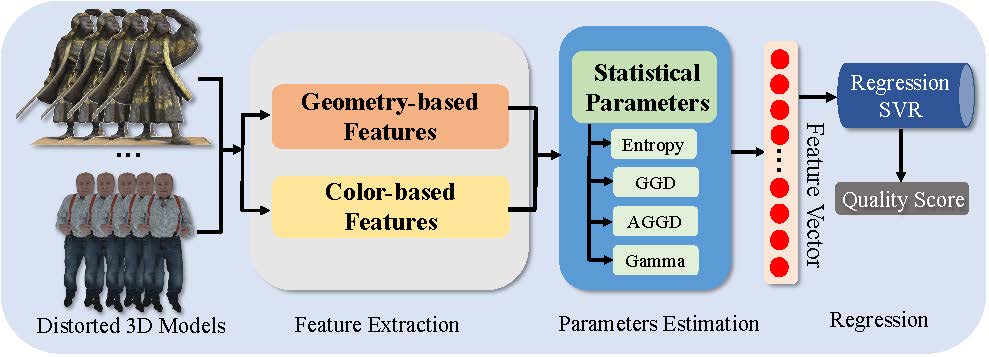 ...
Distorted 3D Models
Geometry-based
Features
Color-based
Features
Feature Extraction
Statistical
Parameters
Entropy
GGD
AGGD
Gamma
Parameters Estimation
Feature Vector
Regression
SVR
Quality Score
Regression